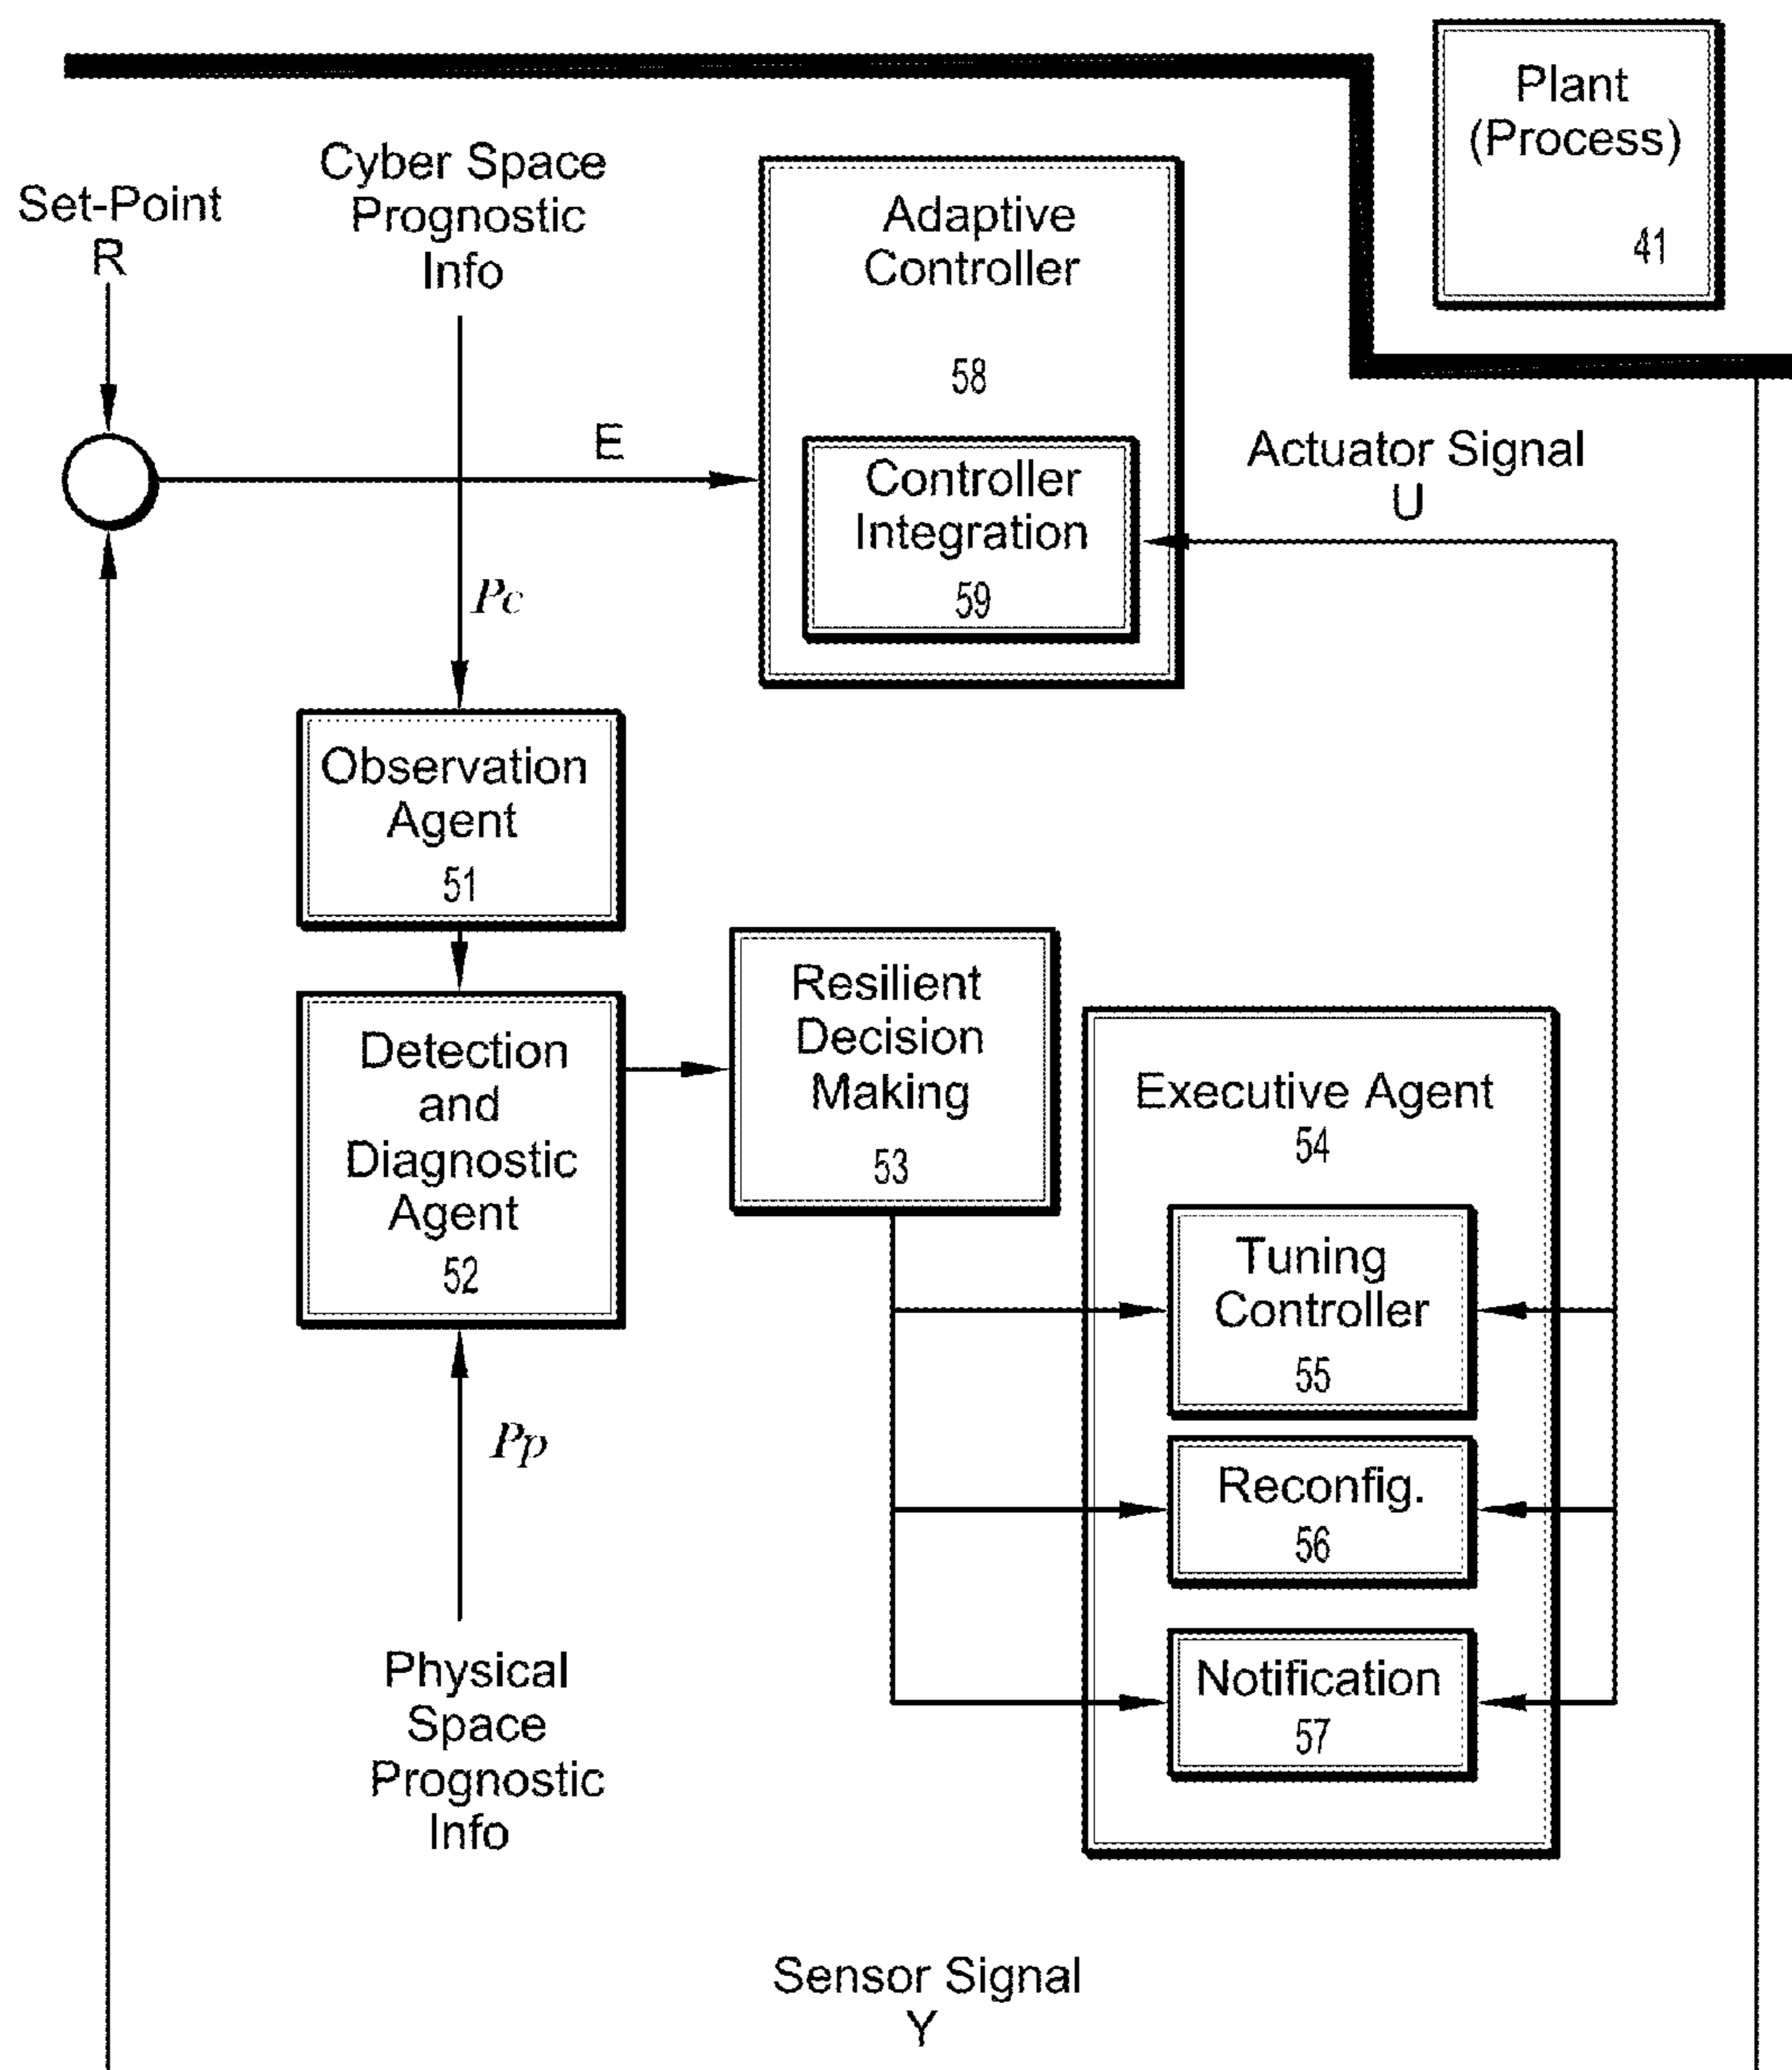 Plant
(Process)
41
Set-Point
R
Cyber Space
Prognostic
Info
Adaptive
Controller
58
Controller
Integration
59
E
Actuator Signal
U
Pc
Observation
Agent
51
Detection
and
Diagnostic
Agent
52
Resilient
Decision
Making
53
Executive Agent
54
Tuning
Controller
55
Reconfig.
56
Notification
57
Pp
Physical
Space
Prognostic
Info
Sensor Signal
Y